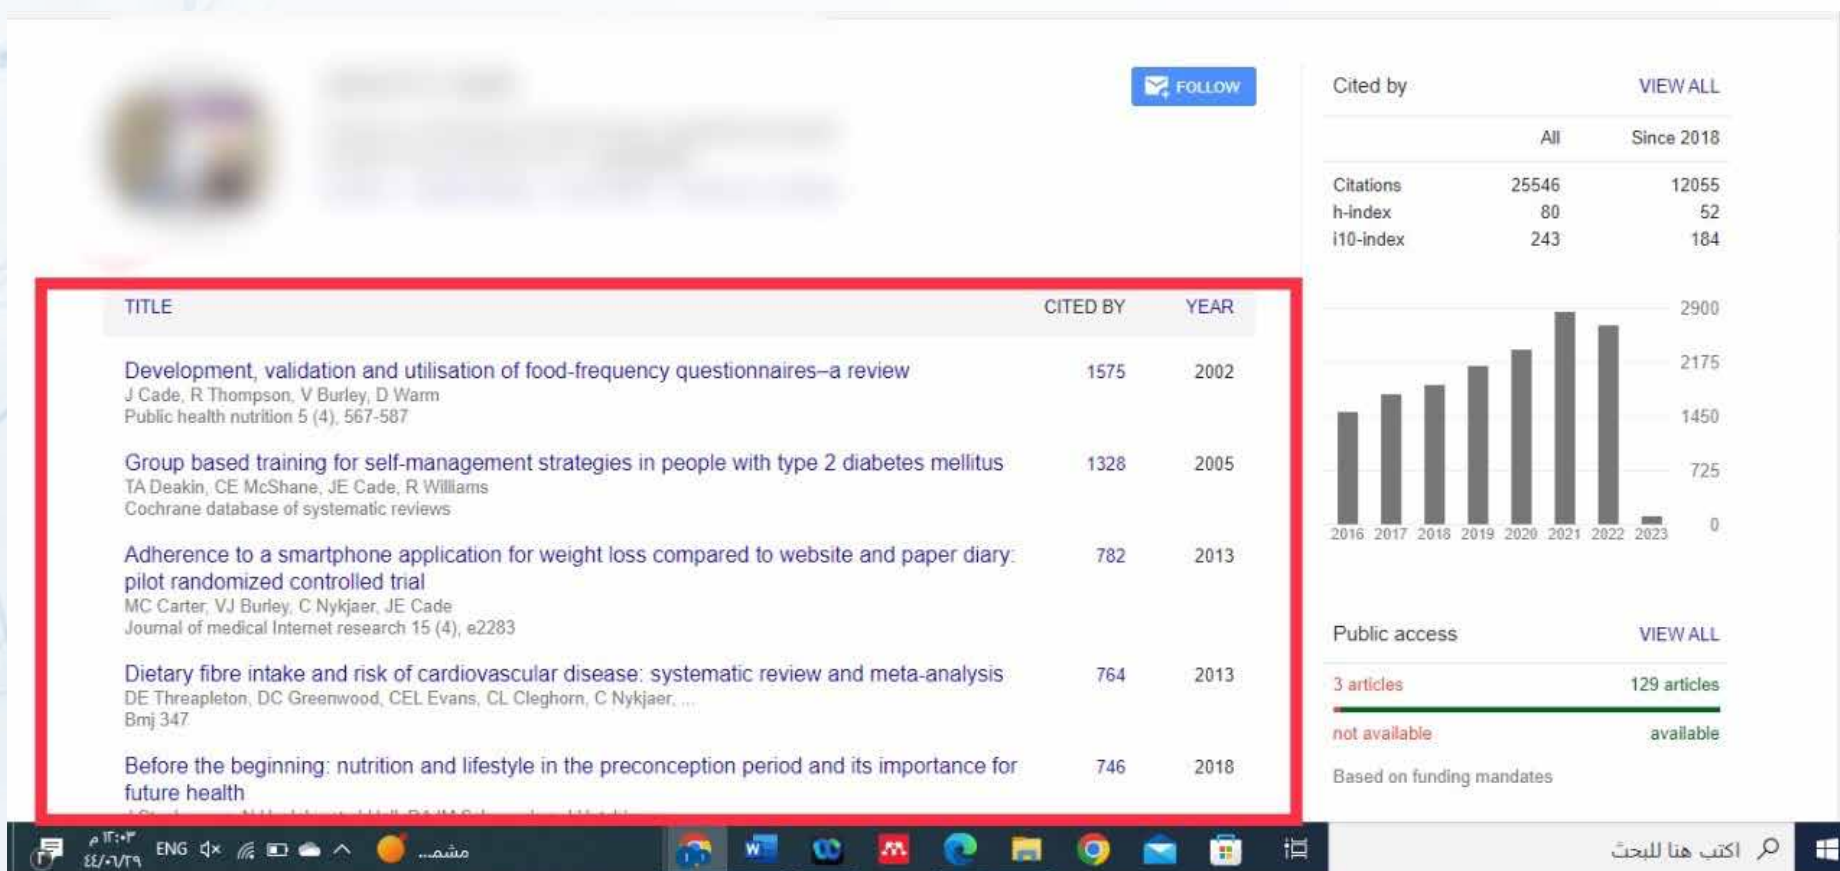 FOLLOW
TITLE CITED BY YEAR
Development, validation and utilisation of food-frequency questionnaires–a review 1575 2002
J Cade, R Thompson, V Burley, D Warm
Public health nutrition 5 (4), 567-587
Group based training for self-management strategies in people with type 2 diabetes mellitus 1328 2005
TA Deakin, CE McShane, JE Cade, R Williams
Cochrane database of systematic reviews
Adherence to a smartphone application for weight loss compared to website and paper diary: 782 2013
pilot randomized controlled trial
MC Carter, VJ Burley, C Nykjaer, JE Cade
Journal of medical Internet research 15 (4), e2283
Dietary fibre intake and risk of cardiovascular disease: systematic review and meta-analysis 764 2013
DE Threapleton, DC Greenwood, CEL Evans, CL Cleghorn, C Nykjaer, ...
Bmj 347
Before the beginning: nutrition and lifestyle in the preconception period and its importance for 746 2018
future health
Cited by VIEW ALL
All Since 2018
Citations 25546 12055
h-index 80 52
i10-index 243 184
2900
2175
1450
725
0
2016 2017 2018 2019 2020 2021 2022 2023
Public access VIEW ALL
3 articles 129 articles
not available available
Based on funding mandates
اكتب هنا للبحث
مشمـ...
ENG
١٢:٠٣ م
٤٤/٠٦/٢٩